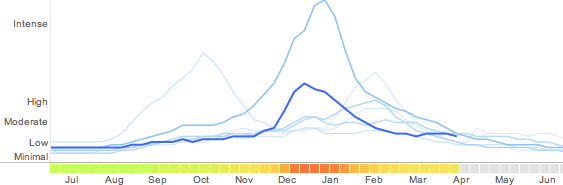 Intense
High
Moderate
Low
Minimal
Jul Aug Sep Oct Nov Dec Jan Feb Mar Apr May Jun